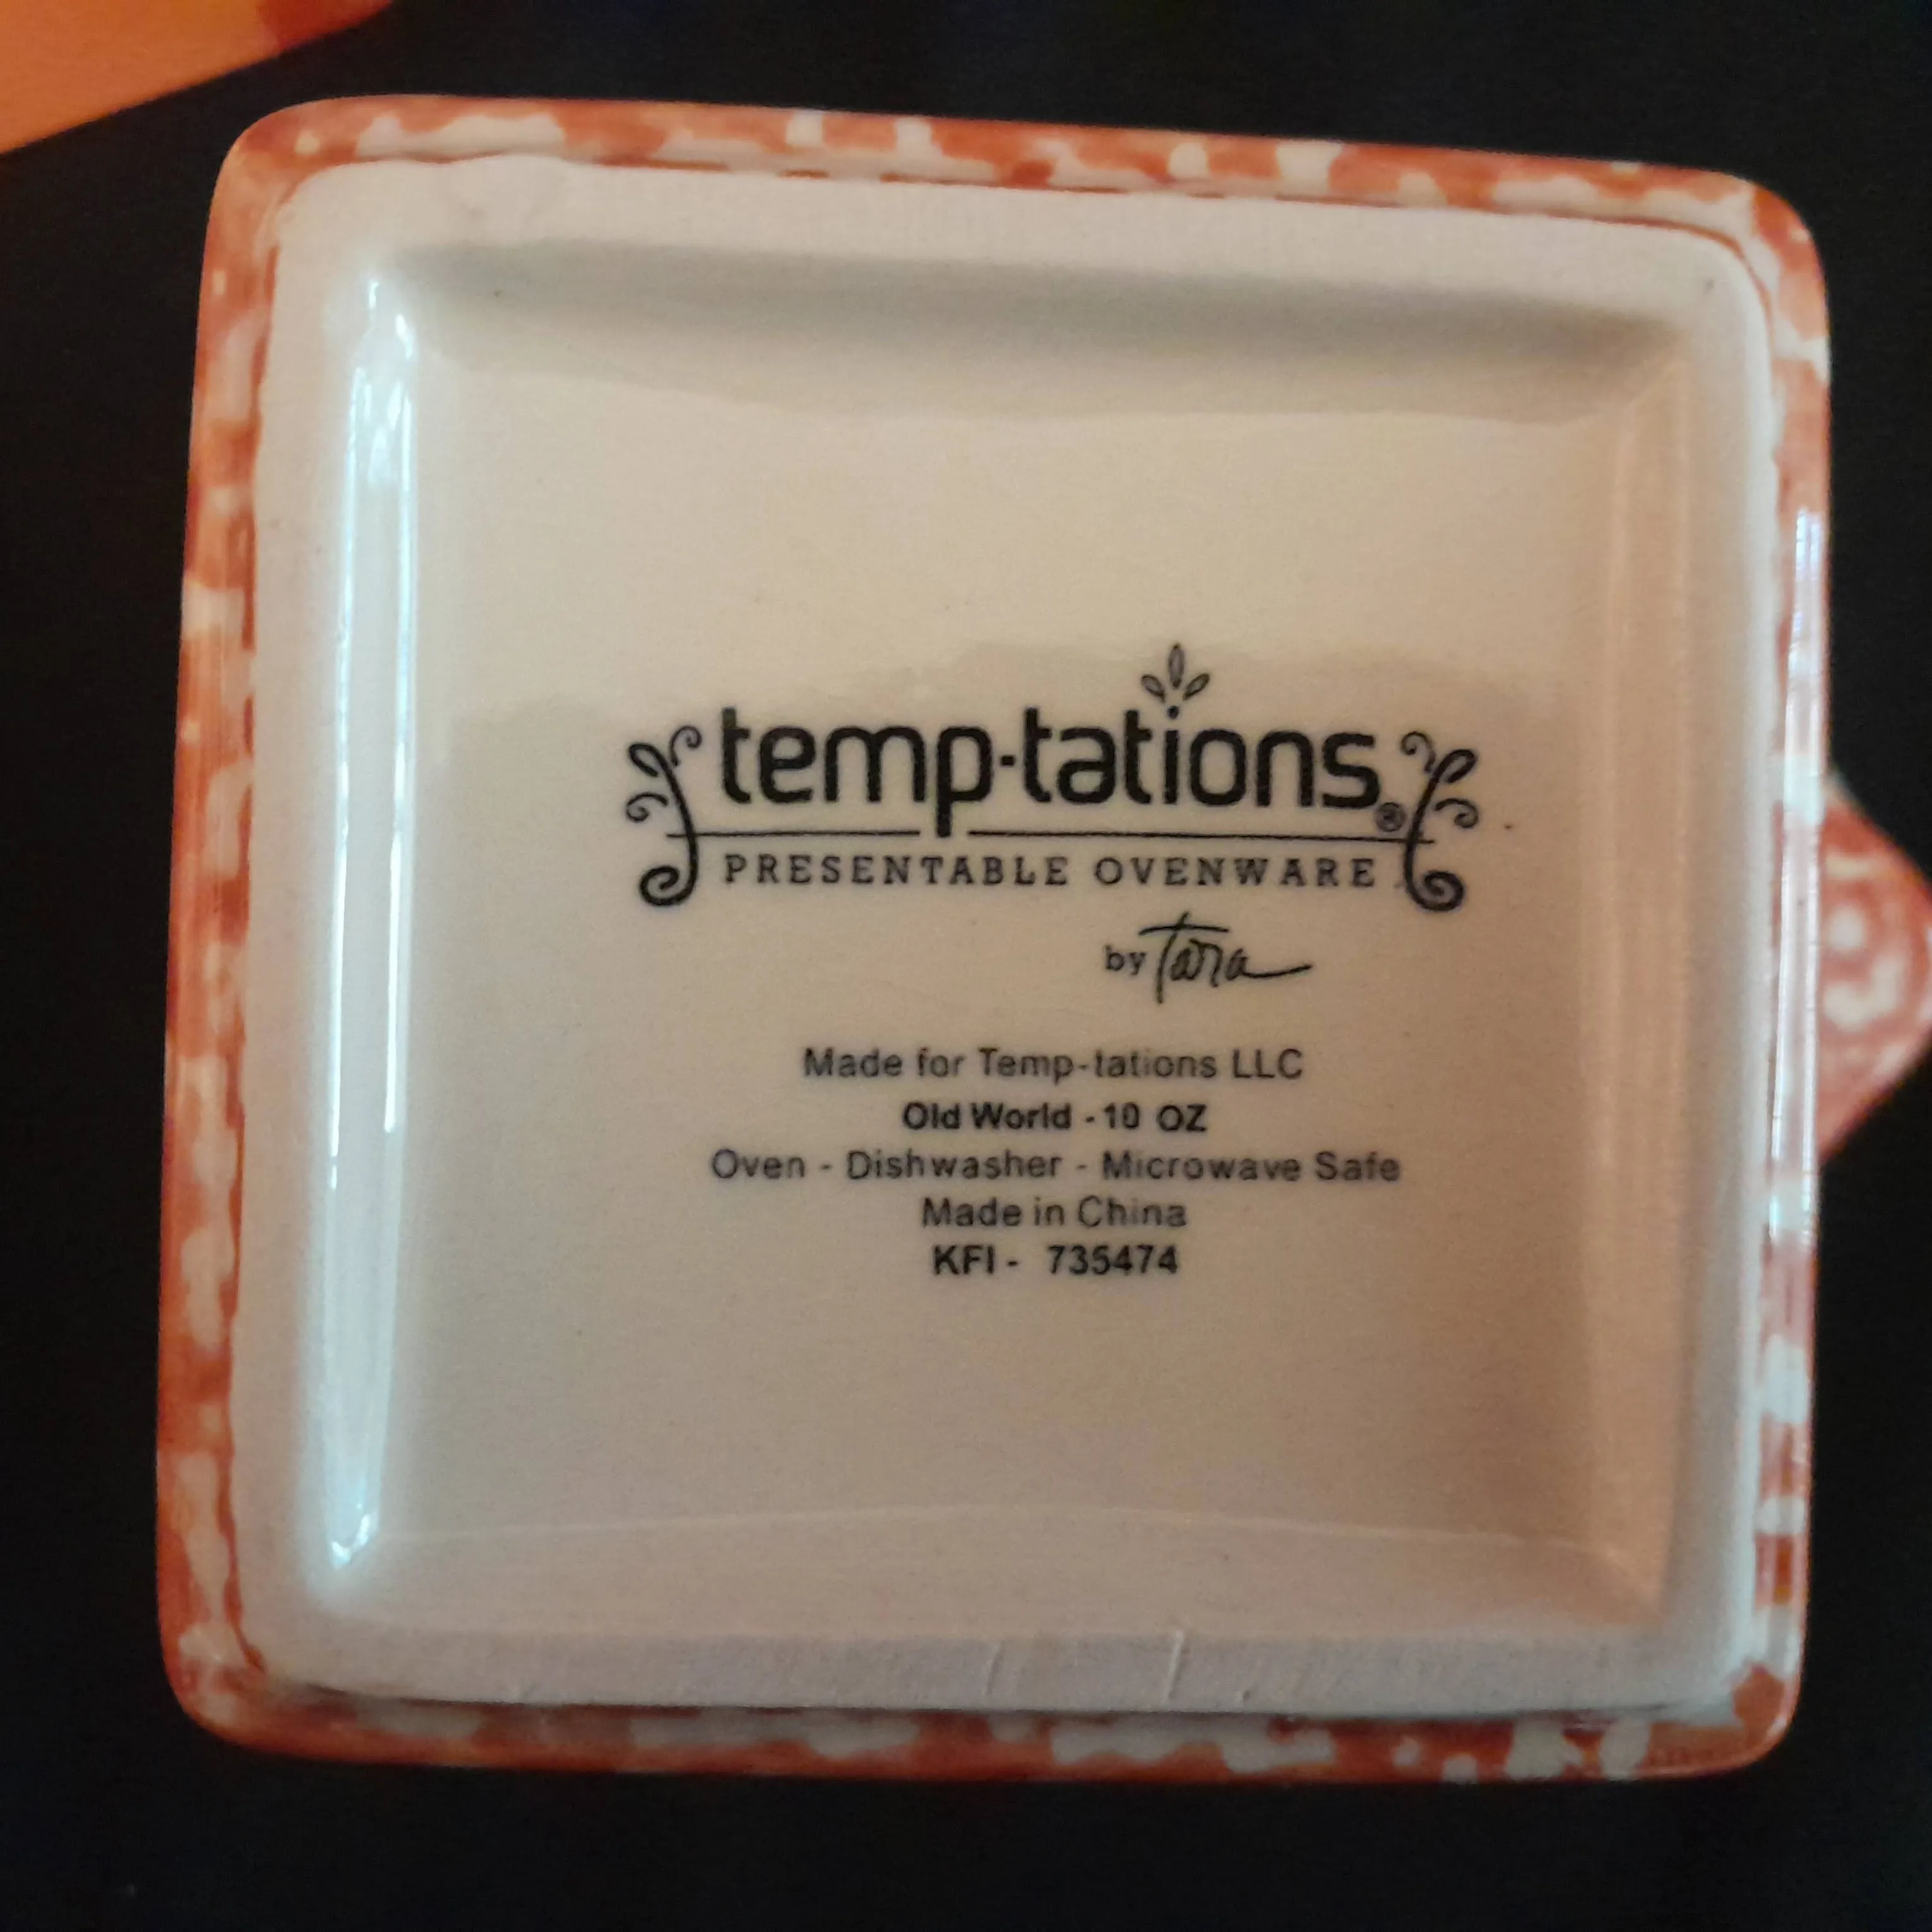 temp·tations®
PRESENTABLE OVENWARE
by tara
Made for Temp-tations LLC
Old World - 10 OZ
Oven - Dishwasher - Microwave Safe
Made in China
KFI - 735474